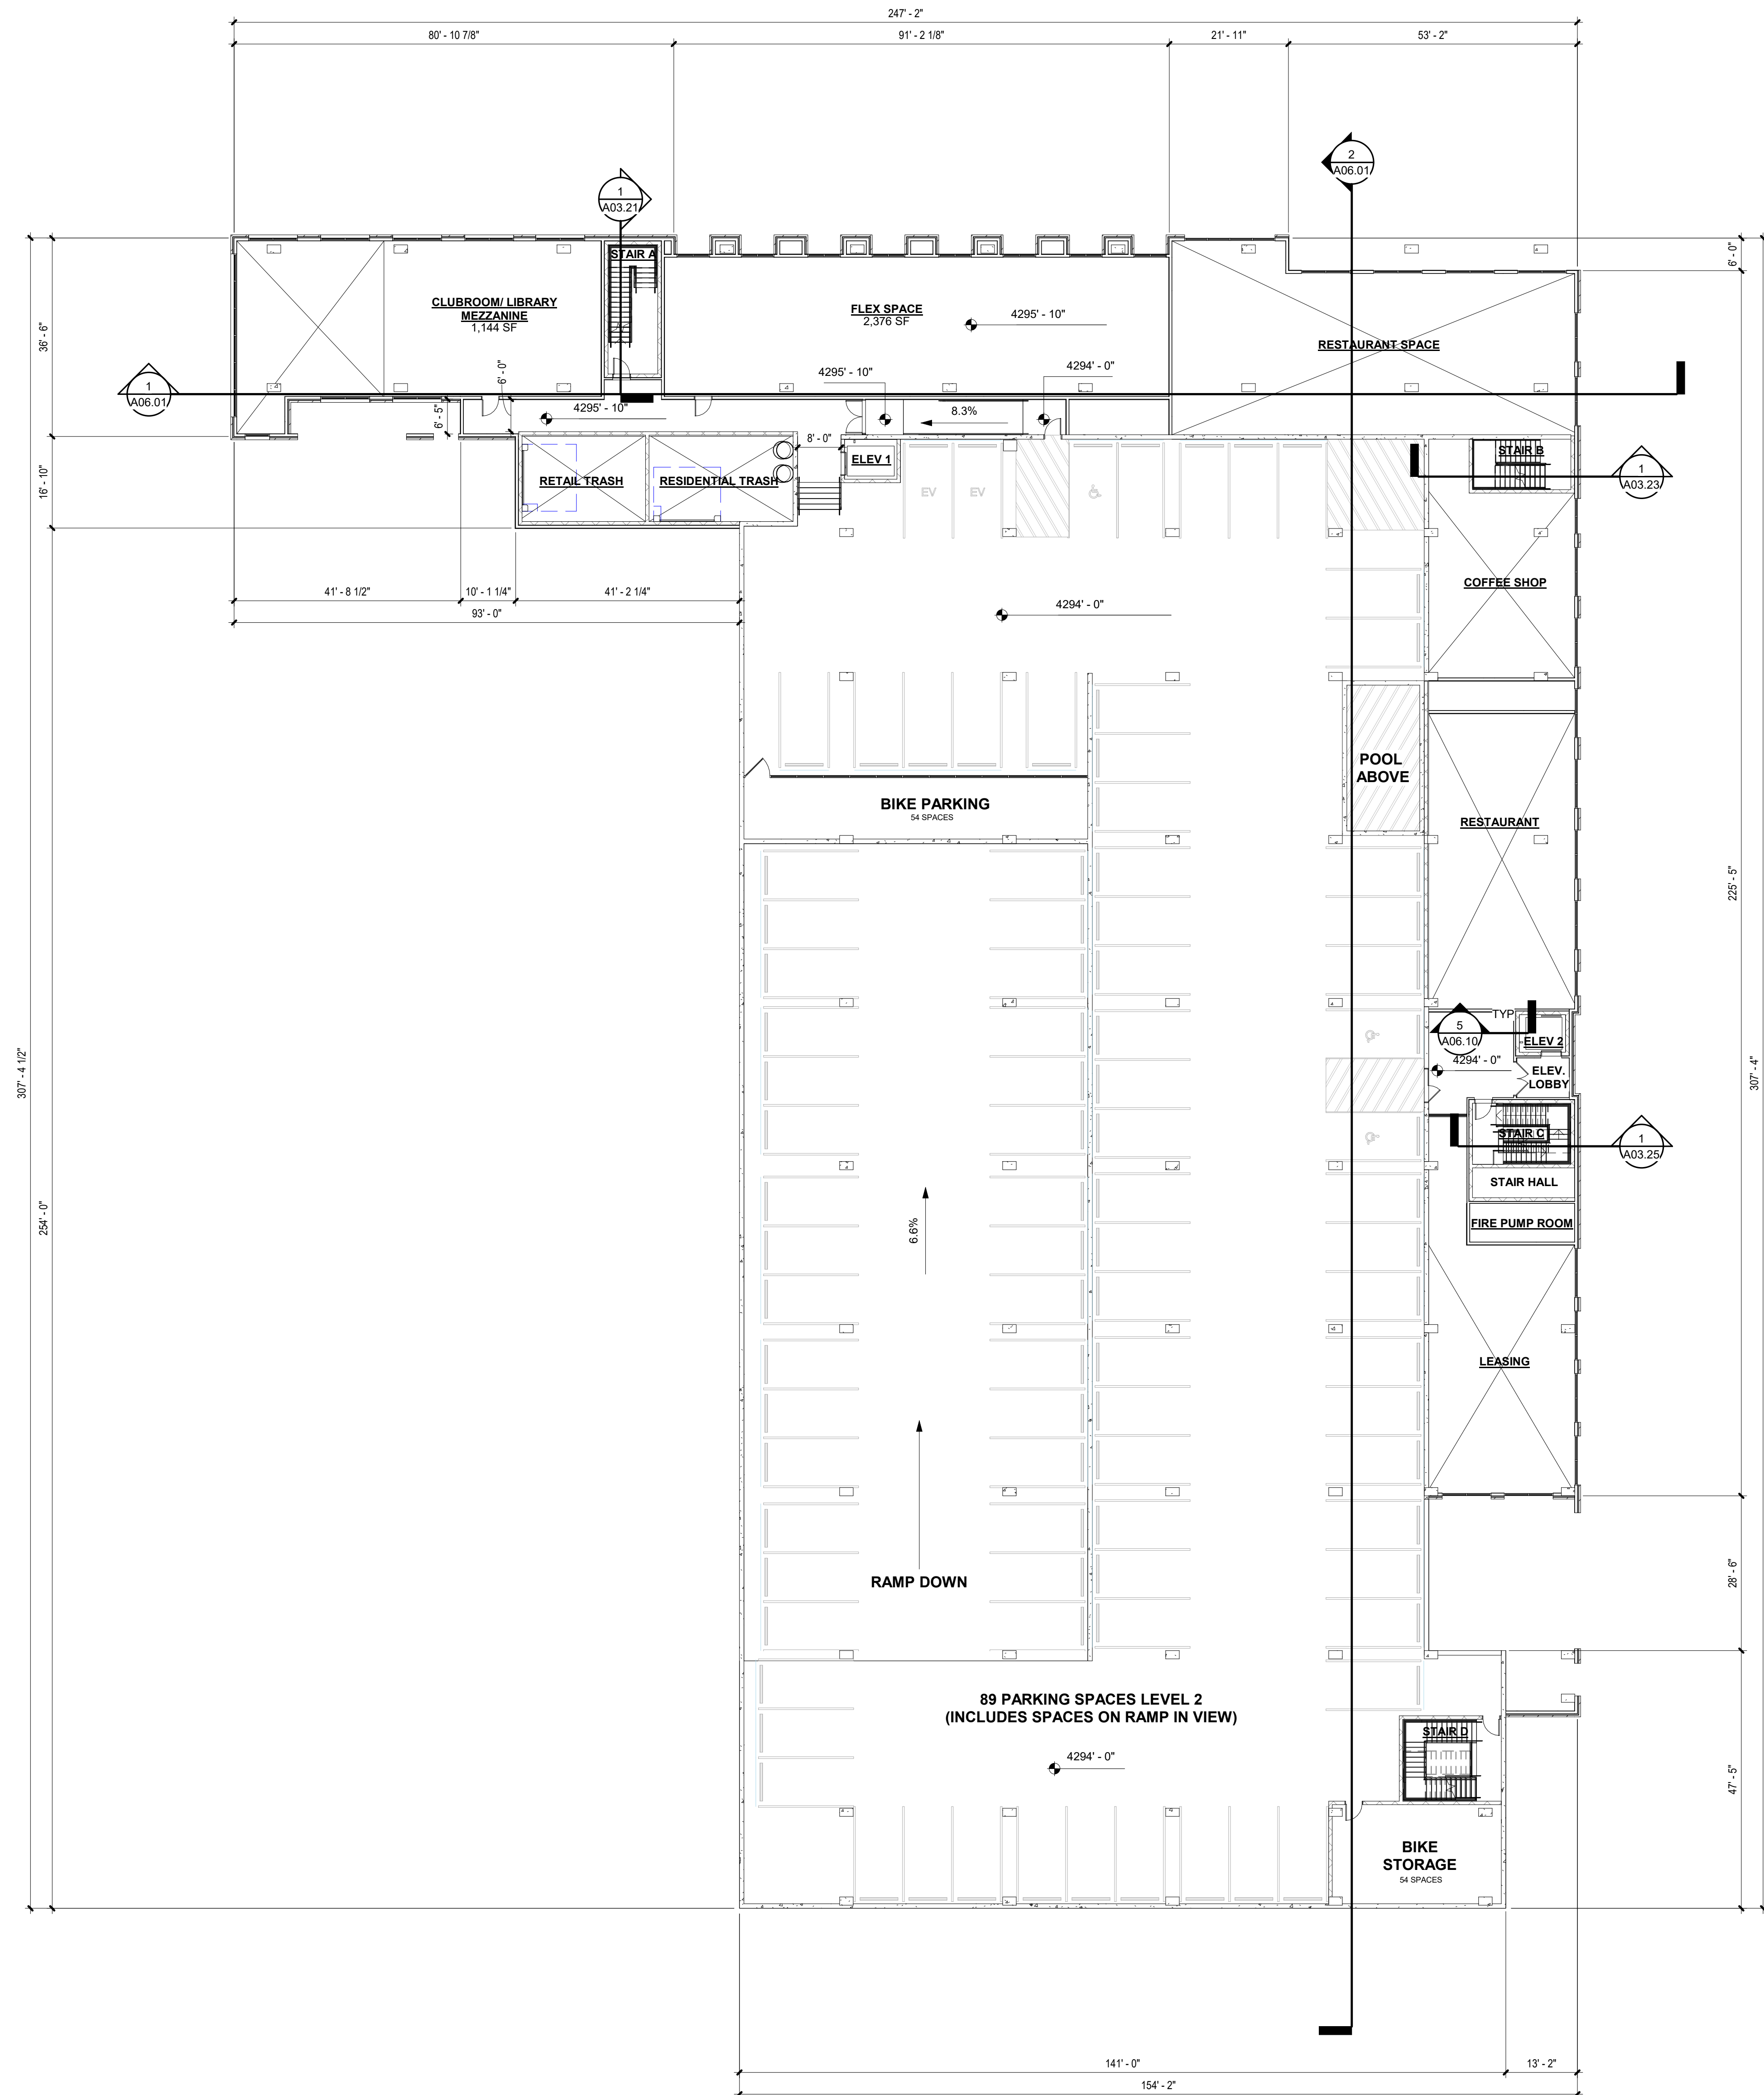 247' - 2"
80' - 10 7/8"
91' - 2 1/8"
21' - 11"
53' - 2"
2
A06.01
1
A03.21
6' - 0"
STAIR A
CLUBROOM/ LIBRARY
MEZZANINE
1,144 SF
FLEX SPACE
2,376 SF
4295' - 10"
RESTAURANT SPACE
36' - 6"
1
A06.01
6' - 0"
6' - 5"
4295' - 10"
4295' - 10"
4294' - 0"
8.3%
8' - 0"
ELEV 1
STAIR B
1
A03.23
16' - 10"
RETAIL TRASH
RESIDENTIAL TRASH
EV
EV
COFFEE SHOP
41' - 8 1/2"
10' - 1 1/4"
41' - 2 1/4"
93' - 0"
4294' - 0"
POOL
ABOVE
BIKE PARKING
54 SPACES
RESTAURANT
225' - 5"
307' - 4 1/2"
307' - 4"
TYP
5
A06.10
ELEV 2
4294' - 0"
ELEV.
LOBBY
STAIR C
1
A03.25
STAIR HALL
FIRE PUMP ROOM
254' - 0"
6.6%
LEASING
28' - 6"
RAMP DOWN
89 PARKING SPACES LEVEL 2
(INCLUDES SPACES ON RAMP IN VIEW)
STAIR D
4294' - 0"
47' - 5"
BIKE
STORAGE
54 SPACES
141' - 0"
13' - 2"
154' - 2"